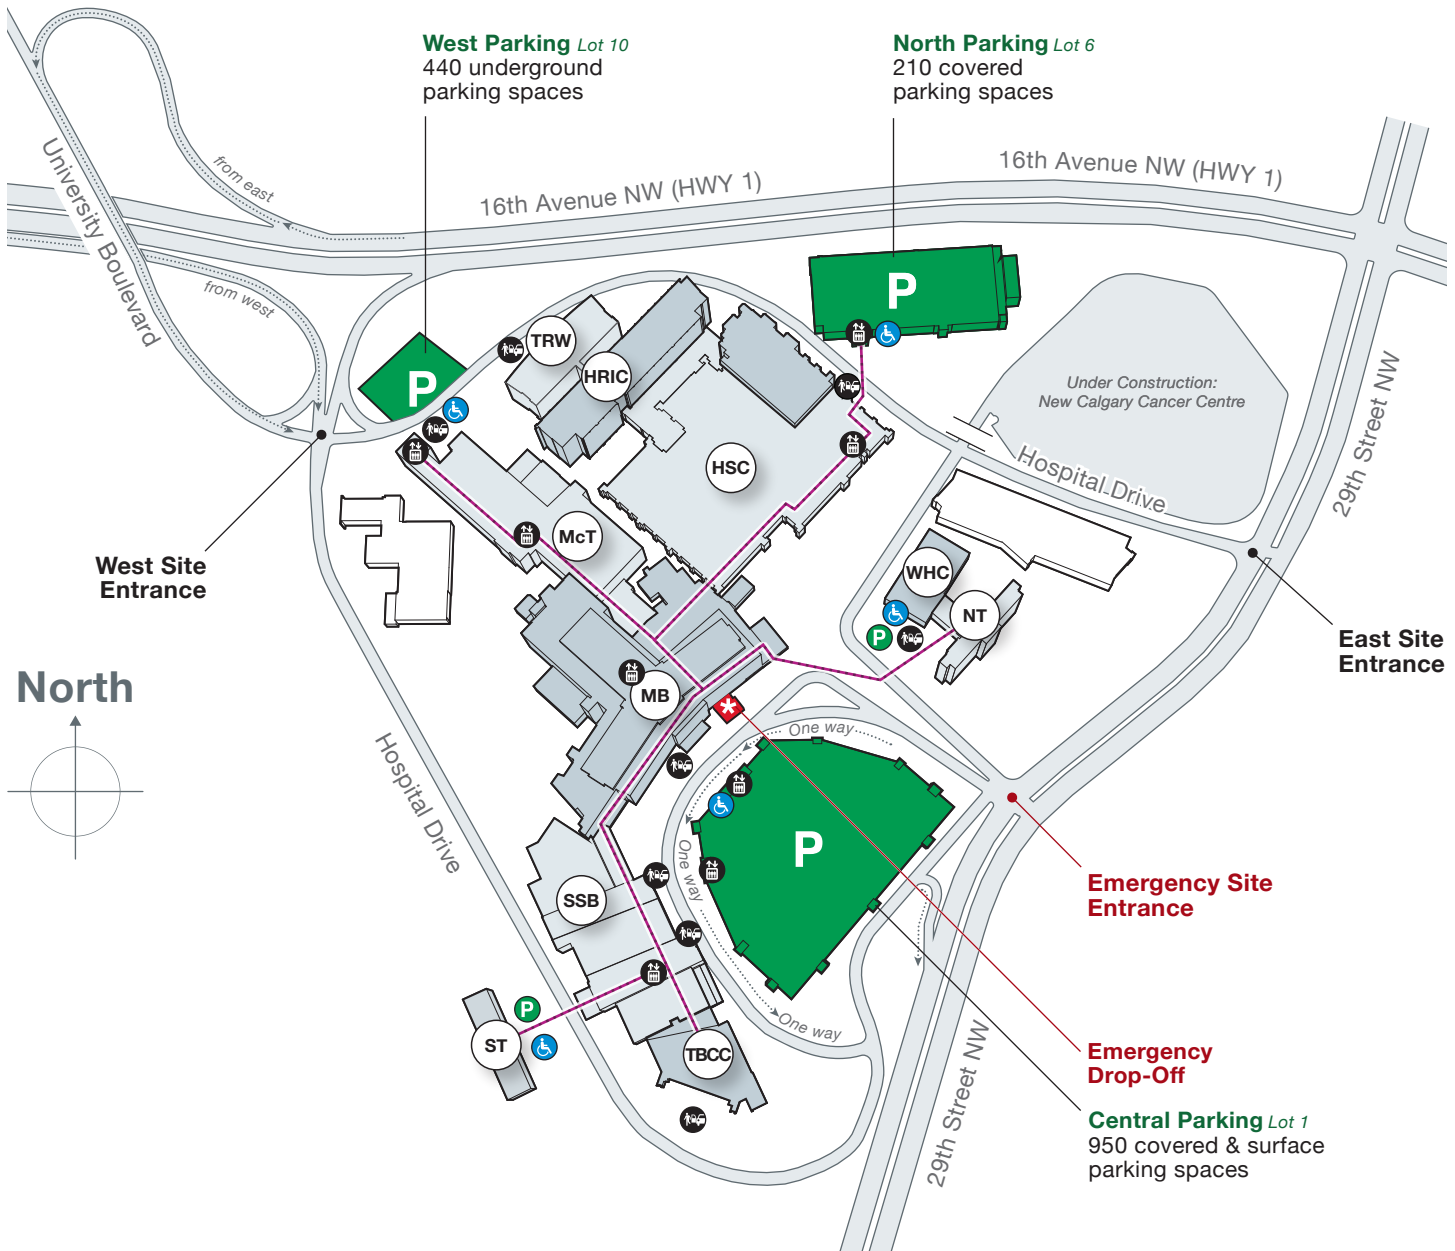 West Parking Lot 10
440 underground
parking spaces
North Parking Lot 6
210 covered
parking spaces
16th Avenue NW (HWY 1)
16th Avenue NW (HWY 1)
from east
University Boulevard
from west
P
TRW
HRIC
P
Under Construction:
New Calgary Cancer Centre
29th Street NW
HSC
Hospital Drive
McT
West Site
Entrance
WHC
NT
P
East Site
Entrance
North
MB
*
One way
Hospital Drive
P
One way
Emergency Site
Entrance
SSB
P
ST
One way
TBCC
29th Street NW
Emergency
Drop-Off
Central Parking Lot 1
950 covered & surface
parking spaces